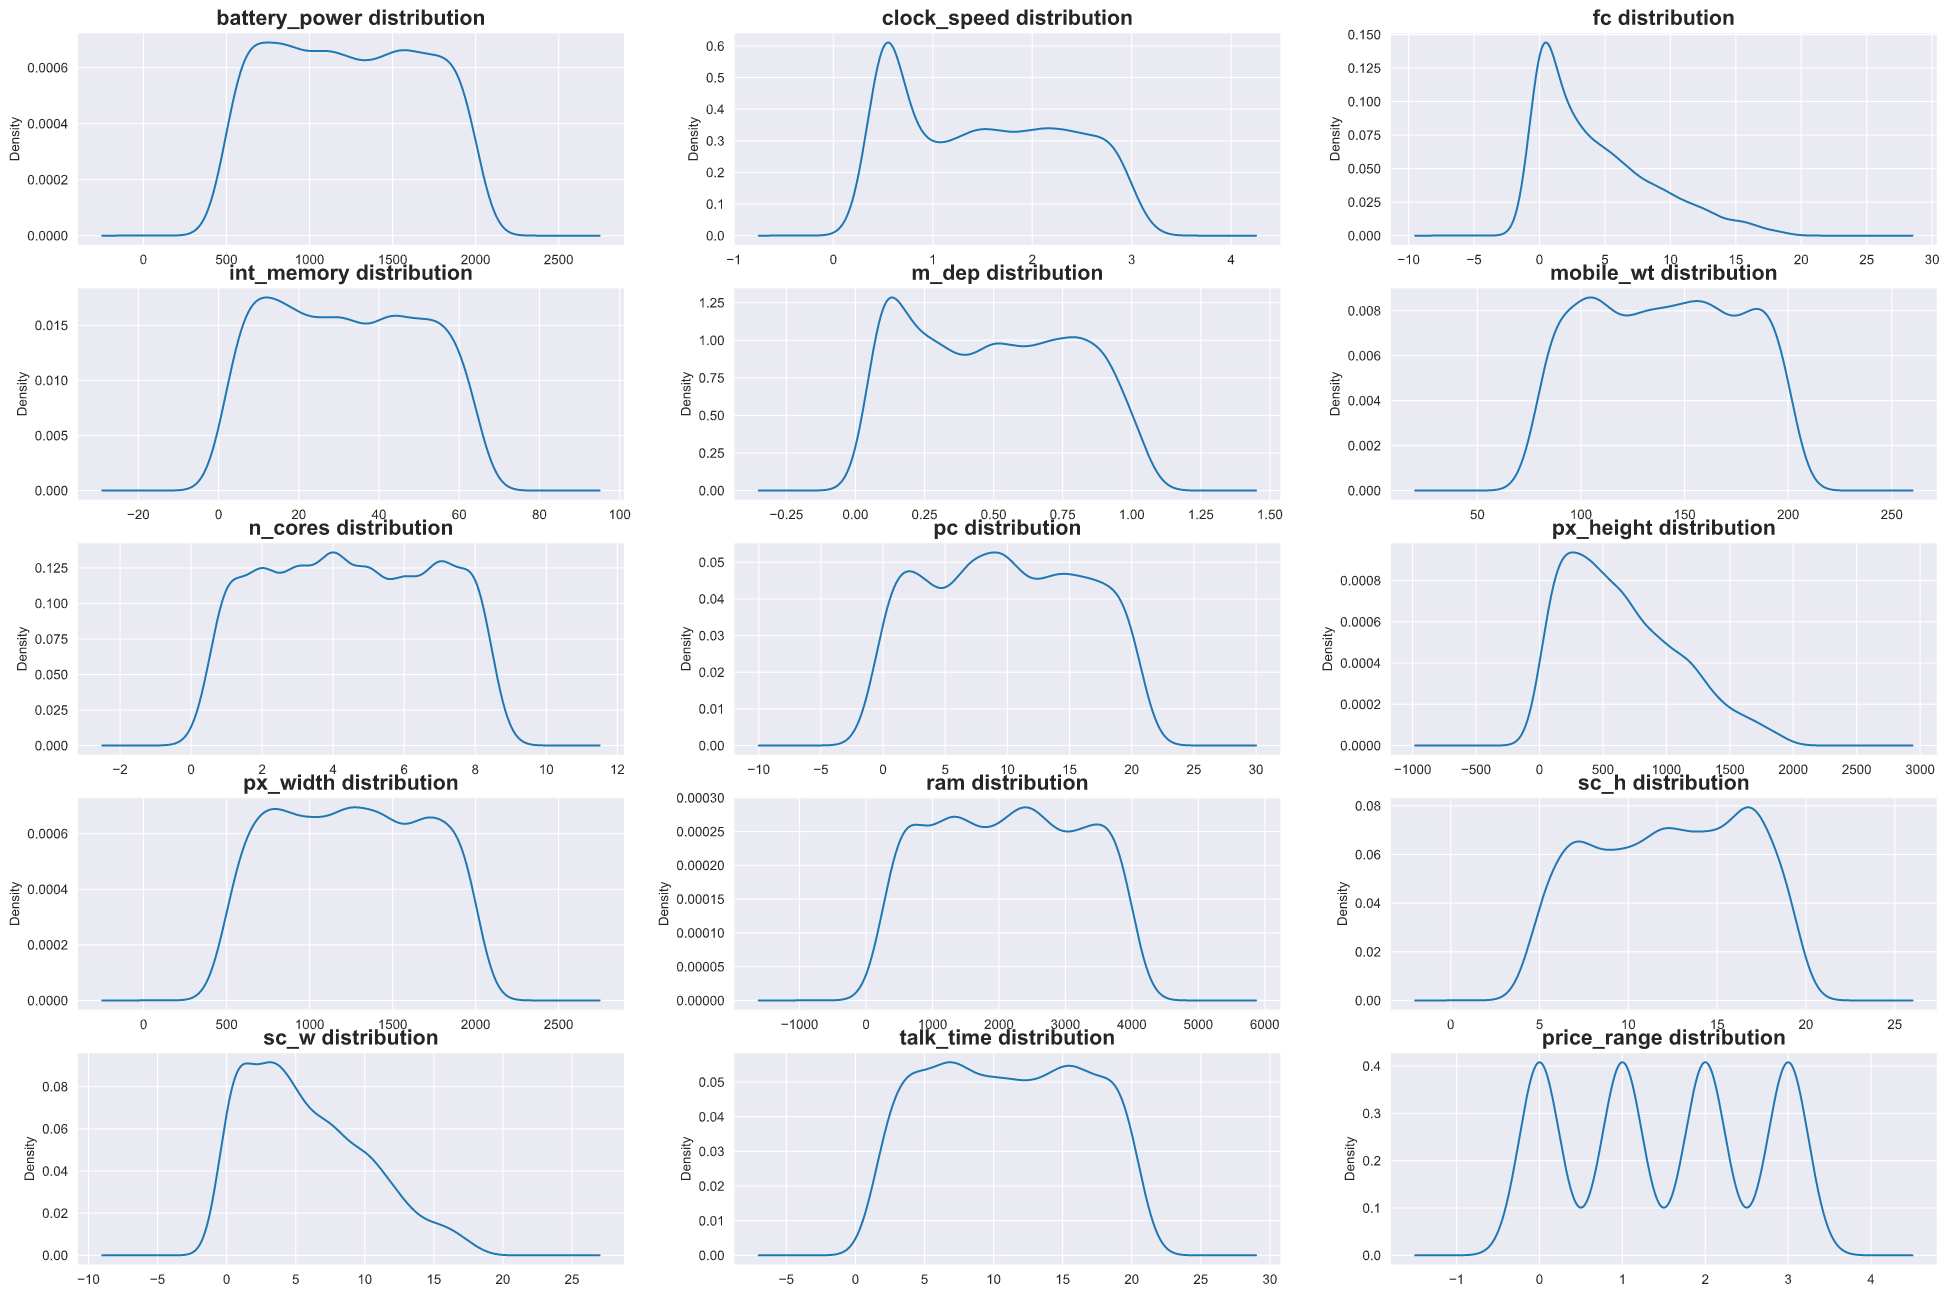 battery_power distribution
Density
0.0006
0.0004
0.0002
0.0000
0 500 1000 1500 2000 2500
clock_speed distribution
Density
0.6
0.5
0.4
0.3
0.2
0.1
0.0
−1 0 1 2 3 4
fc distribution
Density
0.150
0.125
0.100
0.075
0.050
0.025
0.000
−10 −5 0 5 10 15 20 25 30
int_memory distribution
Density
0.015
0.010
0.005
0.000
−20 0 20 40 60 80 100
m_dep distribution
Density
1.25
1.00
0.75
0.50
0.25
0.00
−0.25 0.00 0.25 0.50 0.75 1.00 1.25 1.50
mobile_wt distribution
Density
0.008
0.006
0.004
0.002
0.000
50 100 150 200 250
n_cores distribution
Density
0.125
0.100
0.075
0.050
0.025
0.000
−2 0 2 4 6 8 10 12
pc distribution
Density
0.05
0.04
0.03
0.02
0.01
0.00
−10 −5 0 5 10 15 20 25 30
px_height distribution
Density
0.0008
0.0006
0.0004
0.0002
0.0000
−1000 −500 0 500 1000 1500 2000 2500 3000
px_width distribution
Density
0.0006
0.0004
0.0002
0.0000
0 500 1000 1500 2000 2500
ram distribution
Density
0.00030
0.00025
0.00020
0.00015
0.00010
0.00005
0.00000
−1000 0 1000 2000 3000 4000 5000 6000
sc_h distribution
Density
0.08
0.06
0.04
0.02
0.00
0 5 10 15 20 25
sc_w distribution
Density
0.08
0.06
0.04
0.02
0.00
−10 −5 0 5 10 15 20 25
talk_time distribution
Density
0.05
0.04
0.03
0.02
0.01
0.00
−5 0 5 10 15 20 25 30
price_range distribution
Density
0.4
0.3
0.2
0.1
0.0
−1 0 1 2 3 4